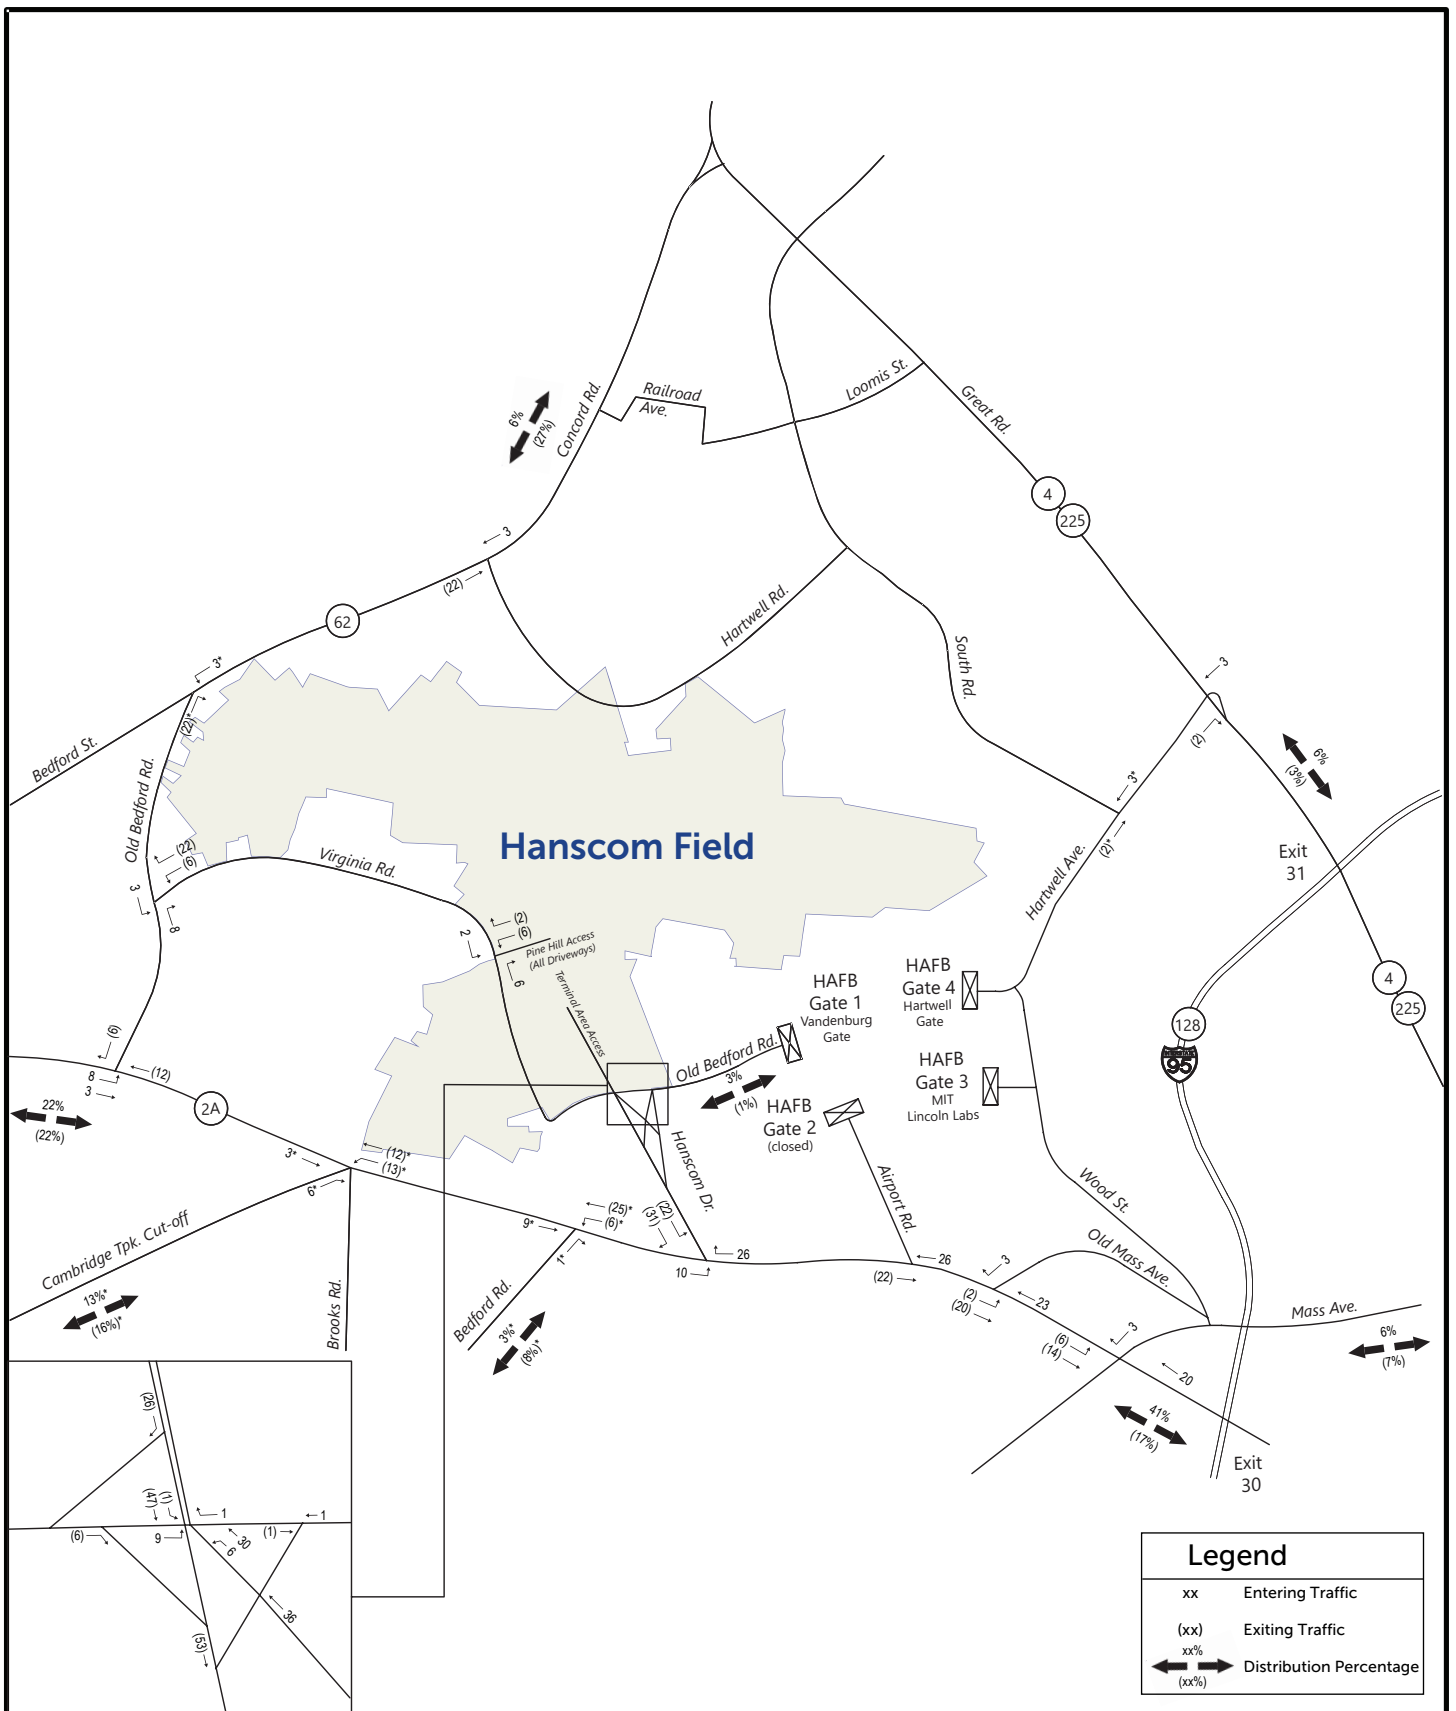 6%
(27%)
Concord Rd.
Railroad
Ave.
Loomis St.
Great Rd.
4
225
3
(22)
62
Hartwell Rd.
South Rd.
3*
(22)*
3
(2)
6%
(3%)
Bedford St.
Old Bedford Rd.
Virginia Rd.
Hanscom Field
3*
(2)*
Hartwell Ave.
Exit
31
(22)
(6)
3
8
2
(2)
(6)
6
Pine Hill Access
(All Driveways)
Terminal Area Access
HAFB
Gate 1
Vandenburg
Gate
HAFB
Gate 4
Hartwell
Gate
4
225
128
INTERSTATE
95
HAFB
Gate 3
MIT
Lincoln Labs
Old Bedford Rd.
3%
(1%)
HAFB
Gate 2
(closed)
(6)
(12)
8
3
22%
(22%)
2A
3*
6*
(12)*
(13)*
Hanscom Dr.
Airport Rd.
Wood St.
Old Mass Ave.
Cambridge Tpk. Cut-off
13%*
(16%)*
Brooks Rd.
9*
1*
(25)*
(6)*
(31)
(22)
26
10
Bedford Rd.
3%*
(8%)*
26
(22)
3
(2)
(20)
23
(6)
(14)
3
20
Mass Ave.
6%
(7%)
41%
(17%)
Exit
30
(26)
(47)
(1)
1
1
(6)
9
30
6
(1)
36
(53)
Legend
xx Entering Traffic
(xx) Exiting Traffic
xx%
Distribution Percentage
(xx%)